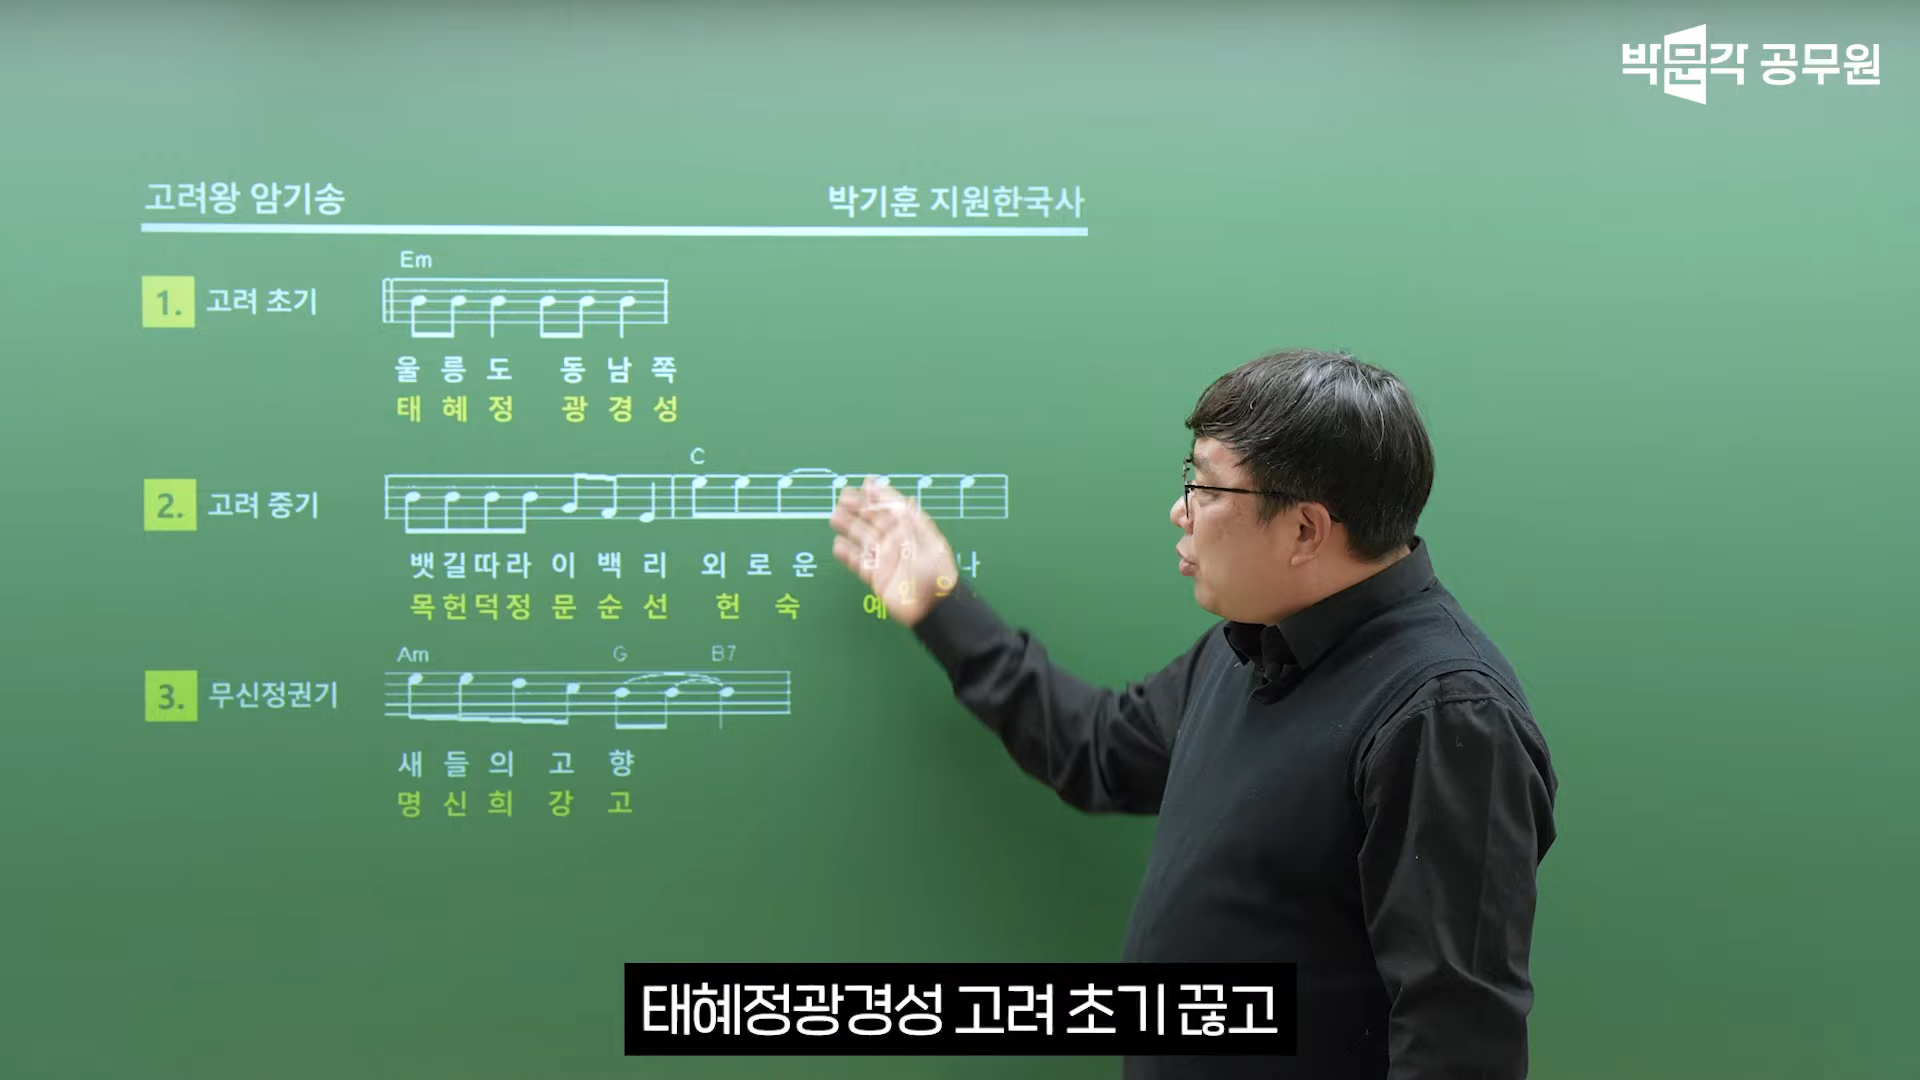 박문각 공무원
고려왕 암기송 박기훈 지원한국사
Em
1. 고려 초기
울릉도 동남쪽
태혜정 광경성
C
2. 고려 중기
뱃길따라 이백리 외로운 나
목헌덕정문순선 헌숙 예인
Am G B7
3. 무신정권기
새들의 고향
명신희강고
태혜정광경성 고려 초기 끊고